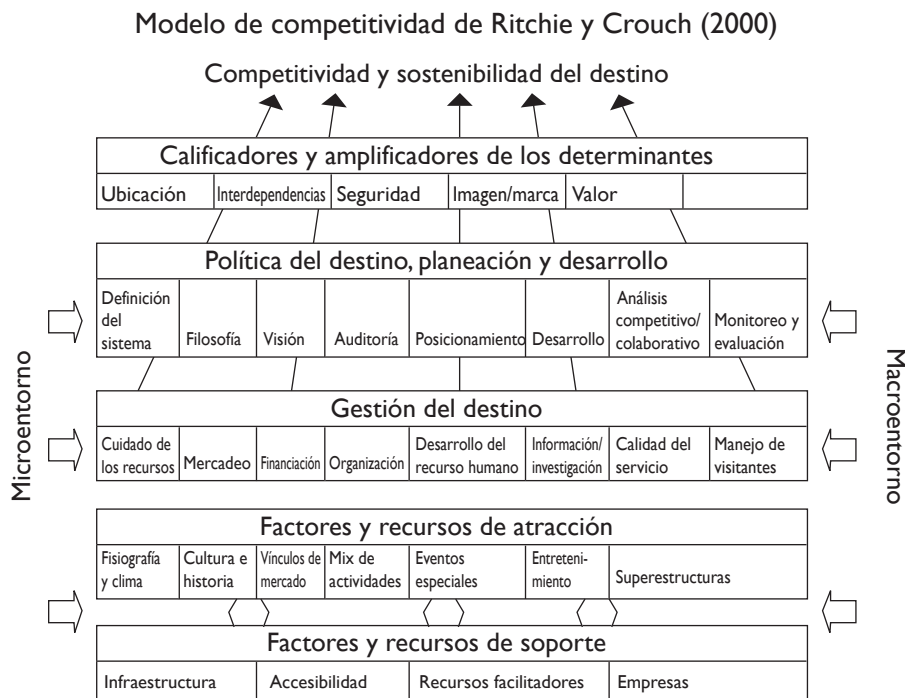 Modelo de competitividad de Ritchie y Crouch (2000)
Competitividad y sostenibilidad del destino
Calificadores y amplificadores de los determinantes
Ubicación
Interdependencias
Seguridad
Imagen/marca
Valor
Política del destino, planeación y desarrollo
Definición
del
sistema
Filosofía
Visión
Auditoría
Posicionamiento
Desarrollo
Análisis
competitivo/
colaborativo
Monitoreo y
evaluación
Microentorno
Macroentorno
Gestión del destino
Cuidado de
los recursos
Mercadeo
Financiación
Organización
Desarrollo del
recurso humano
Información/
investigación
Calidad del
servicio
Manejo de
visitantes
Factores y recursos de atracción
Fisiografía
y clima
Cultura e
historia
Vínculos de
mercado
Mix de
actividades
Eventos
especiales
Entreteni-
miento
Superestructuras
Factores y recursos de soporte
Infraestructura
Accesibilidad
Recursos facilitadores
Empresas